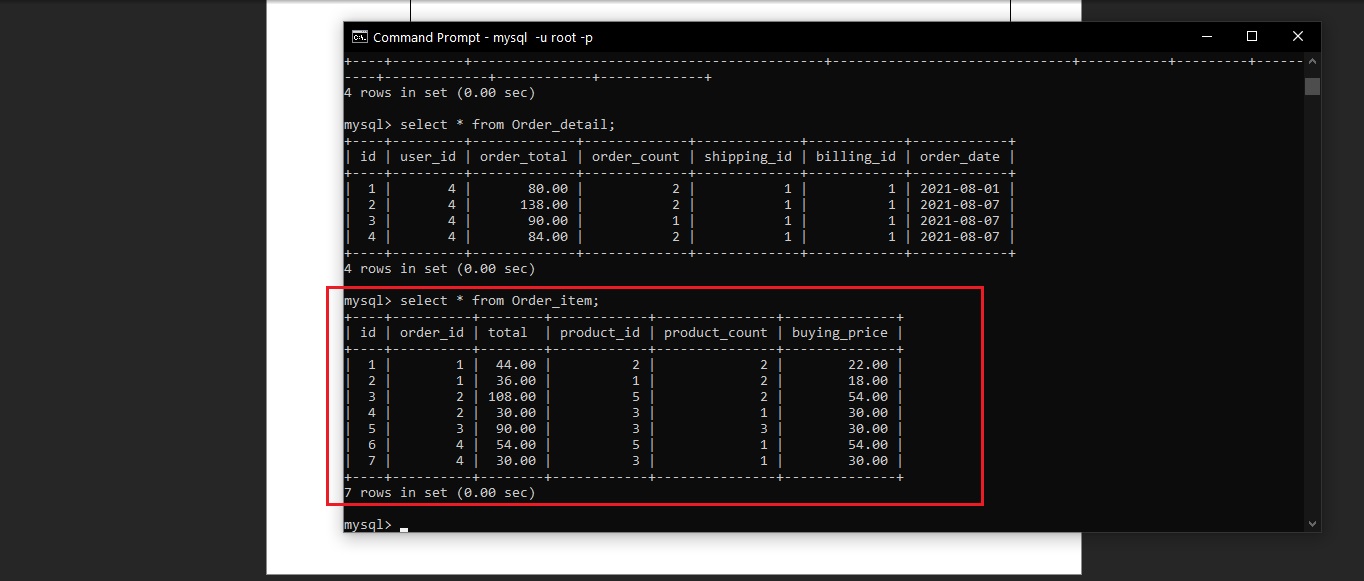 Command Prompt - mysql  -u root -p
+----+---------+--------------------------------------------+------------------------------+-----------+---------+------
----+-------------+------------+-------------+
4 rows in set (0.00 sec)
mysql> select * from Order_detail;
+----+---------+-------------+-------------+-------------+------------+------------+
| id | user_id | order_total | order_count | shipping_id | billing_id | order_date |
+----+---------+-------------+-------------+-------------+------------+------------+
|  1 |       4 |       80.00 |           2 |           1 |          1 | 2021-08-01 |
|  2 |       4 |      138.00 |           2 |           1 |          1 | 2021-08-07 |
|  3 |       4 |       90.00 |           1 |           1 |          1 | 2021-08-07 |
|  4 |       4 |       84.00 |           2 |           1 |          1 | 2021-08-07 |
+----+---------+-------------+-------------+-------------+------------+------------+
4 rows in set (0.00 sec)
mysql> select * from Order_item;
+----+----------+--------+------------+---------------+--------------+
| id | order_id | total  | product_id | product_count | buying_price |
+----+----------+--------+------------+---------------+--------------+
|  1 |        1 |  44.00 |          2 |             2 |        22.00 |
|  2 |        1 |  36.00 |          1 |             2 |        18.00 |
|  3 |        2 | 108.00 |          5 |             2 |        54.00 |
|  4 |        2 |  30.00 |          3 |             1 |        30.00 |
|  5 |        3 |  90.00 |          3 |             3 |        30.00 |
|  6 |        4 |  54.00 |          5 |             1 |        54.00 |
|  7 |        4 |  30.00 |          3 |             1 |        30.00 |
+----+----------+--------+------------+---------------+--------------+
7 rows in set (0.00 sec)
mysql>